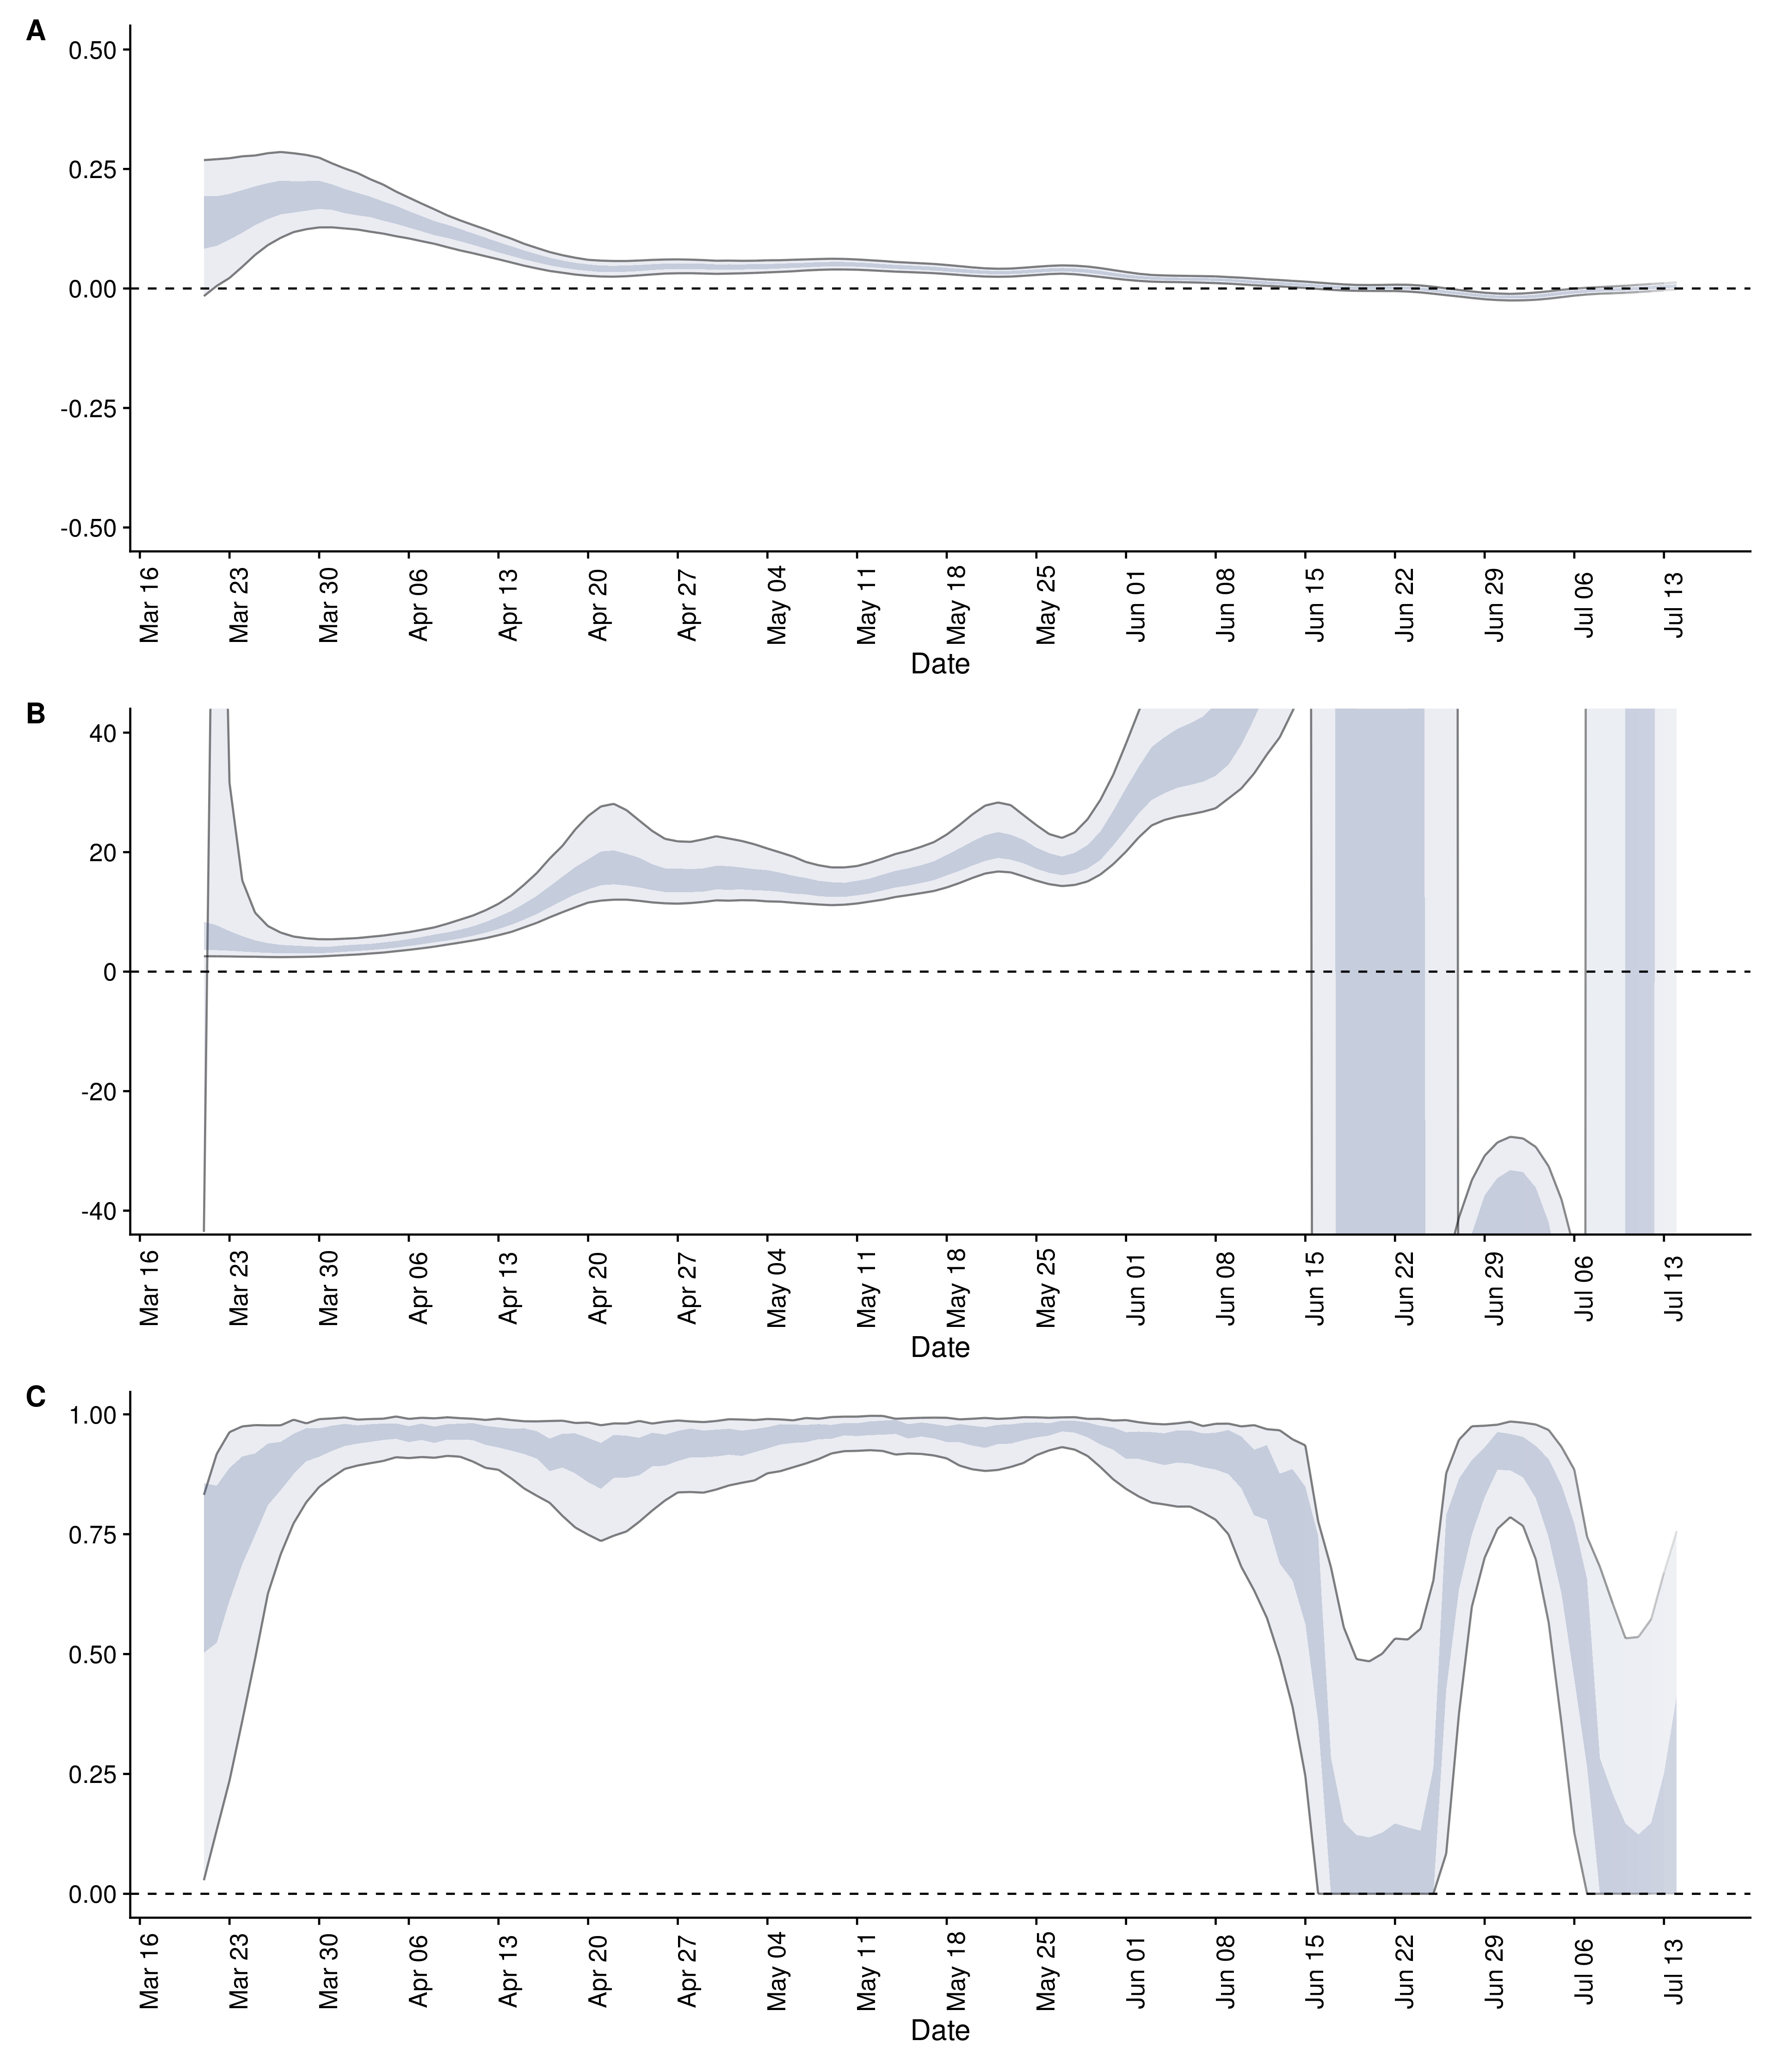 A
0.50
0.25
0.00
-0.25
-0.50
Mar 16
Mar 23
Mar 30
Apr 06
Apr 13
Apr 20
Apr 27
May 04
May 11
May 18
May 25
Jun 01
Jun 08
Jun 15
Jun 22
Jun 29
Jul 06
Jul 13
Date
B
40
20
0
-20
-40
Mar 16
Mar 23
Mar 30
Apr 06
Apr 13
Apr 20
Apr 27
May 04
May 11
May 18
May 25
Jun 01
Jun 08
Jun 15
Jun 22
Jun 29
Jul 06
Jul 13
Date
C
1.00
0.75
0.50
0.25
0.00
Mar 16
Mar 23
Mar 30
Apr 06
Apr 13
Apr 20
Apr 27
May 04
May 11
May 18
May 25
Jun 01
Jun 08
Jun 15
Jun 22
Jun 29
Jul 06
Jul 13
Date